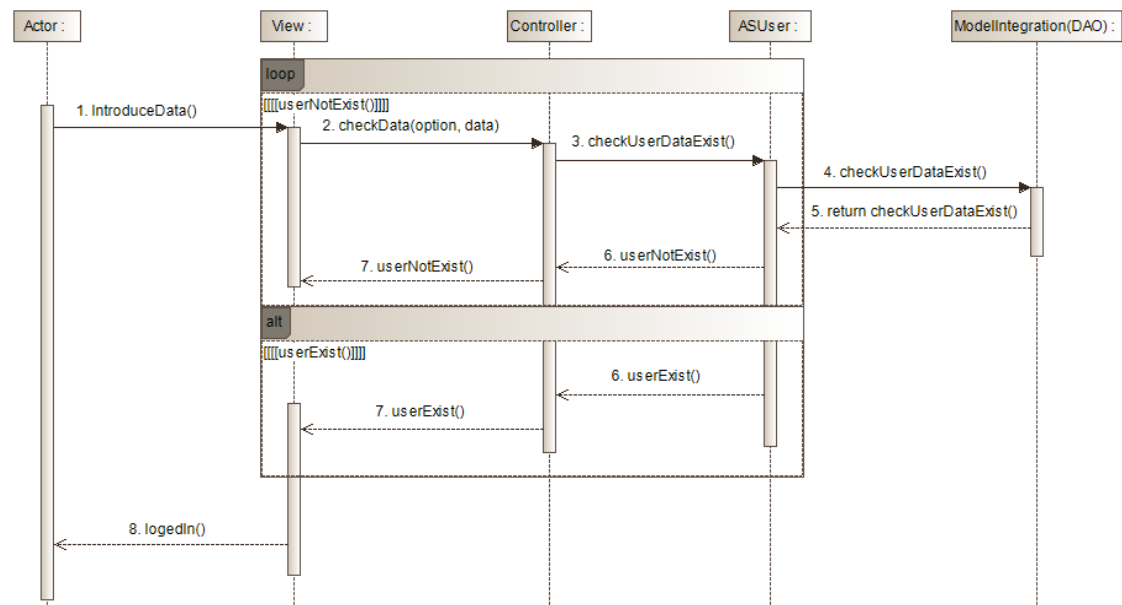 Actor :
View :
Controller :
ASUser :
ModelIntegration(DAO) :
loop
[[[[userNotExist()]]]]
1. IntroduceData()
2. checkData(option, data)
3. checkUserDataExist()
4. checkUserDataExist()
5. return checkUserDataExist()
6. userNotExist()
7. userNotExist()
alt
[[[[userExist()]]]]
6. userExist()
7. userExist()
8. logedIn()